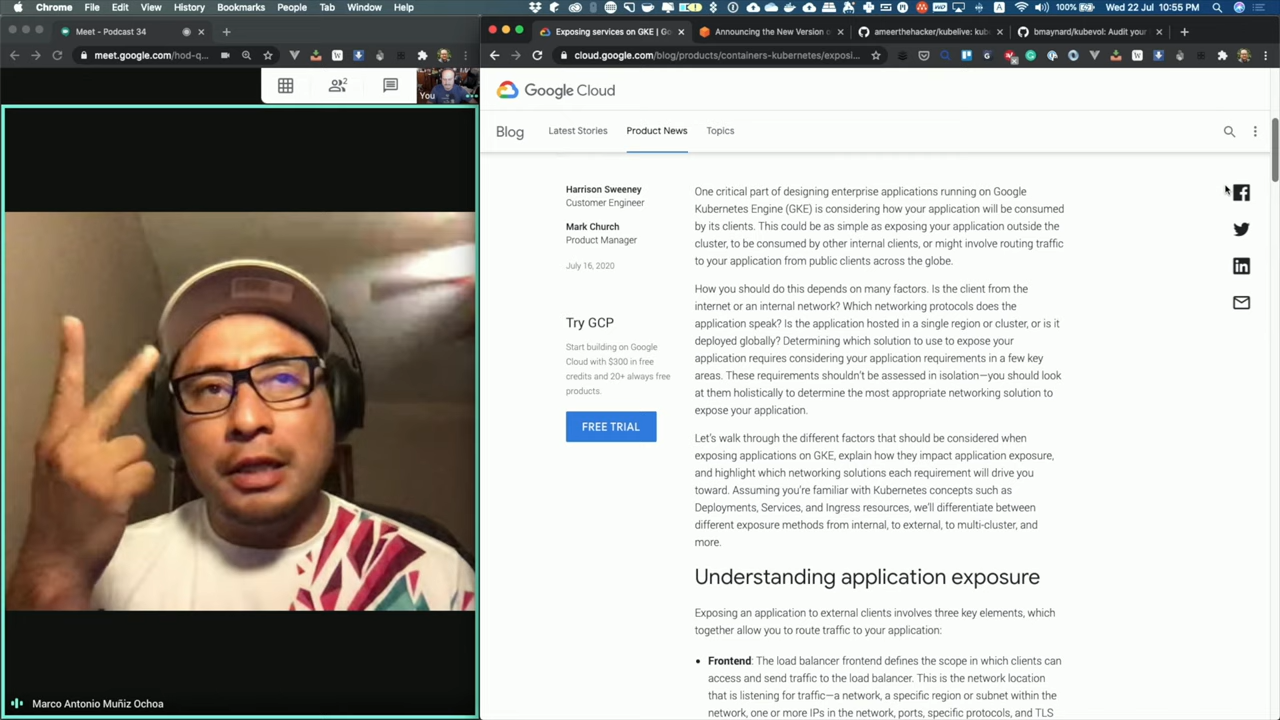 Chrome File Edit View History Bookmarks People Tab Window Help
100% Wed Jul 22 10:55 PM
Meet - Podcast 34
meet.google.com/hod-q...
2
You
Marco Antonio Muñiz Ochoa
Exposing services on GKE | Go
Announcing the New Version o
ameerthehacker/kubelive: kub
bmaynard/kubevol: Audit your
cloud.google.com/blog/products/containers-kubernetes/exposi...
Google Cloud
Blog Latest Stories Product News Topics
Harrison Sweeney
Customer Engineer
Mark Church
Product Manager
July 16, 2020
Try GCP
Start building on Google
Cloud with $300 in free
credits and 20+ always free
products.
FREE TRIAL
One critical part of designing enterprise applications running on Google
Kubernetes Engine (GKE) is considering how your application will be consumed
by its clients. This could be as simple as exposing your application outside the
cluster, to be consumed by other internal clients, or might involve routing traffic
to your application from public clients across the globe.
How you should do this depends on many factors. Is the client from the
internet or an internal network? Which networking protocols does the
application speak? Is the application hosted in a single region or cluster, or is it
deployed globally? Determining which solution to use to expose your
application requires considering your application requirements in a few key
areas. These requirements shouldn't be assessed in isolation—you should look
at them holistically to determine the most appropriate networking solution to
expose your application.
Let's walk through the different factors that should be considered when
exposing applications on GKE, explain how they impact application exposure,
and highlight which networking solutions each requirement will drive you
toward. Assuming you're familiar with Kubernetes concepts such as
Deployments, Services, and Ingress resources, we'll differentiate between
different exposure methods from internal, to external, to multi-cluster, and
more.
Understanding application exposure
Exposing an application to external clients involves three key elements, which
together allow you to route traffic to your application:
• Frontend: The load balancer frontend defines the scope in which clients can
access and send traffic to the load balancer. This is the network location
that is listening for traffic—a network, a specific region or subnet within the
network, one or more IPs in the network, ports, specific protocols, and TLS